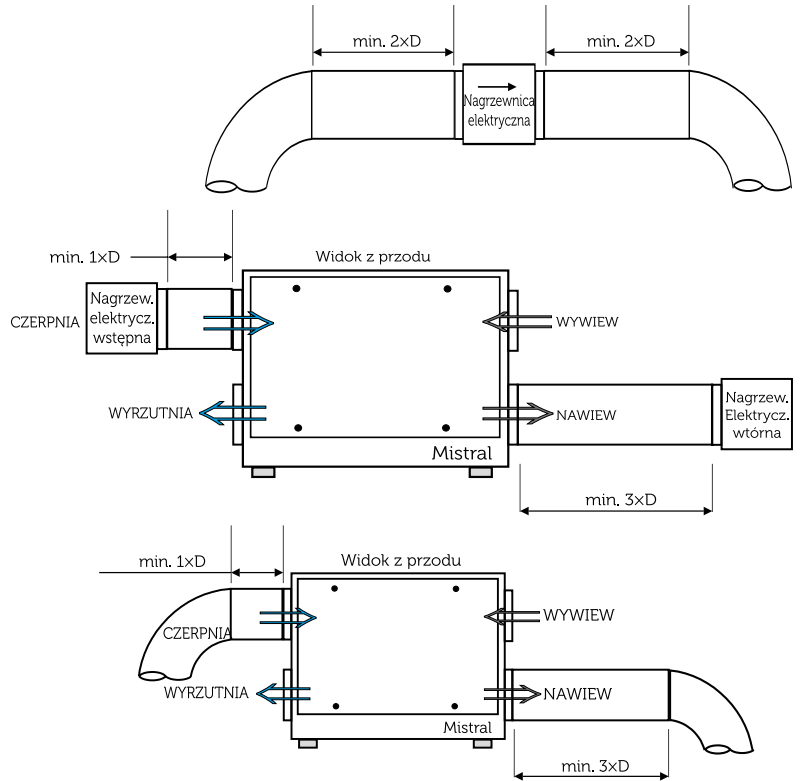 min. 2×D
min. 2×D
Nagrzewnica
elektryczna
min. 1×D
Widok z przodu
Nagrzew.
elektrycz.
wstępna
CZERPNIA
WYWIEW
WYRZUTNIA
NAWIEW
Nagrzew.
Elektrycz.
wtórna
Mistral
min. 3×D
min. 1×D
Widok z przodu
CZERPNIA
WYWIEW
WYRZUTNIA
NAWIEW
Mistral
min. 3×D